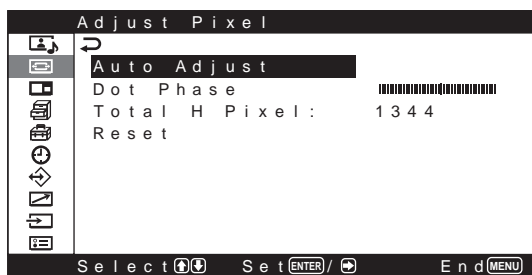 Adjust Pixel
Auto Adjust
Dot Phase
Total H Pixel: 1344
Reset
Select Set ENTER / End MENU